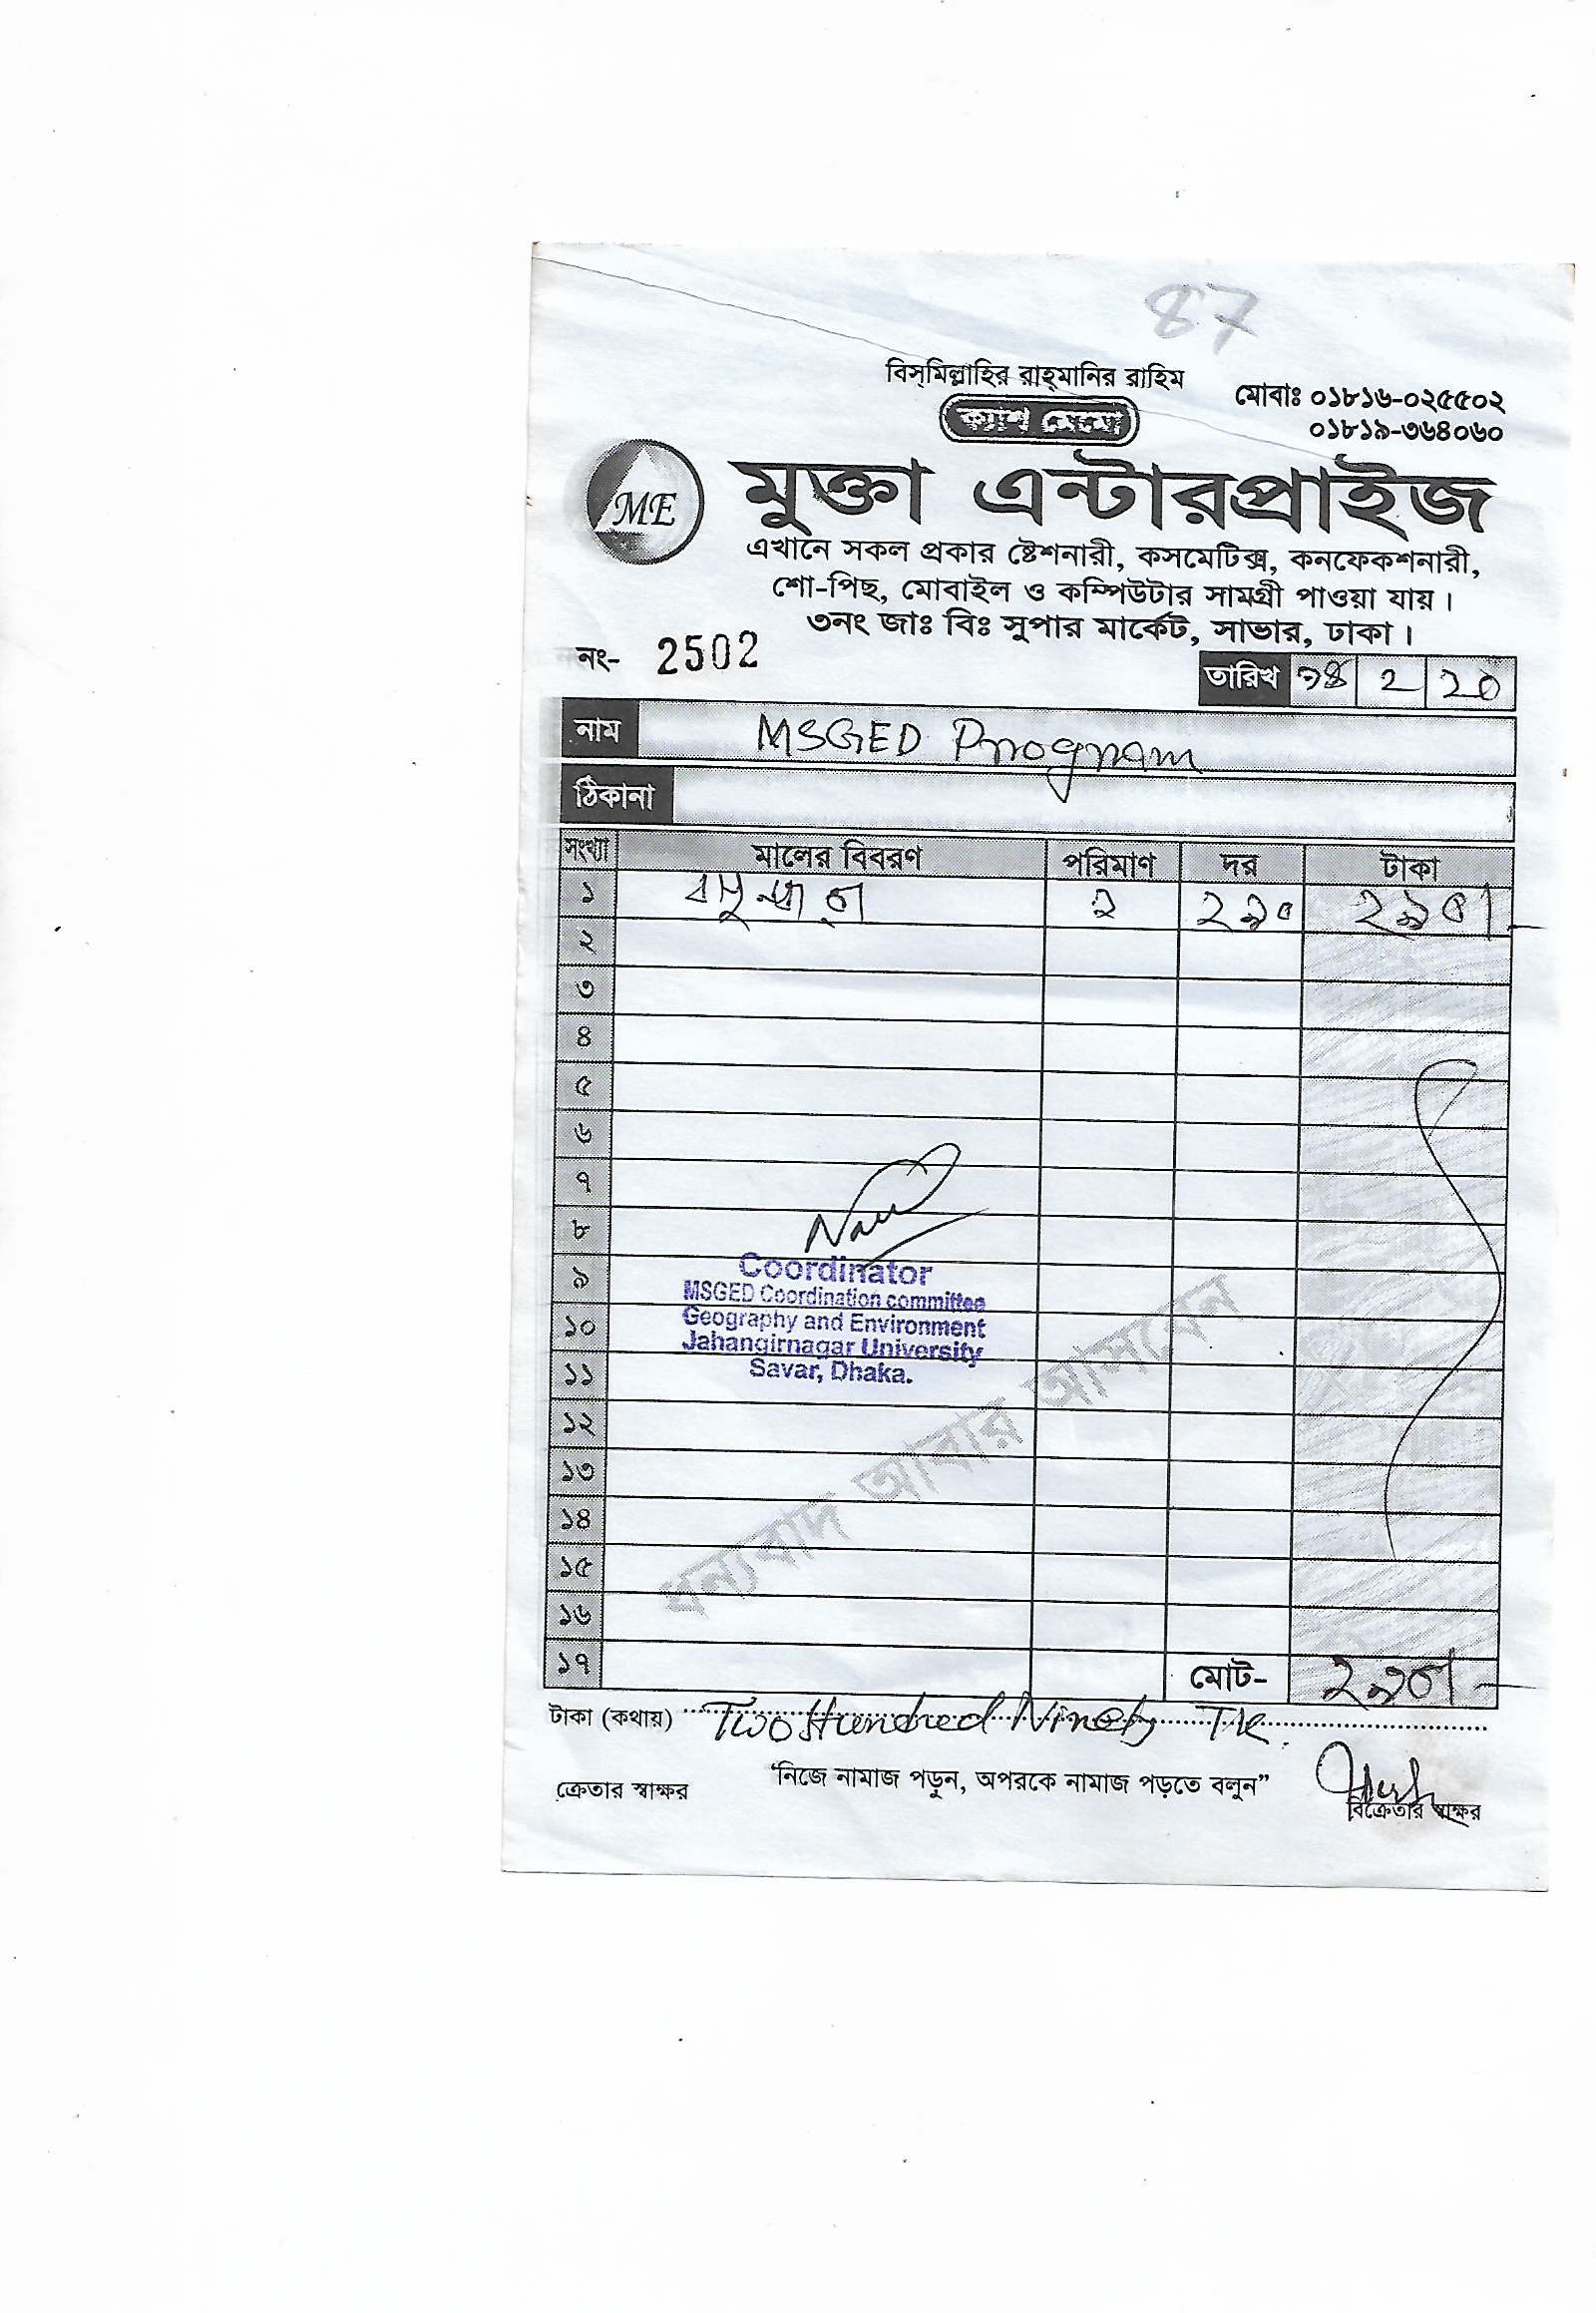 87
বিস্‌মিল্লাহির রাহ্‌মানির রাহিম
মোবাঃ ০১৮১৬-০২৫৫০২
ক্যাশ মেমো
০১৮১৯-৩৬৪০৬০
ME
মুক্তা এন্টারপ্রাইজ
এখানে সকল প্রকার ষ্টেশনারী, কসমেটিক্স, কনফেকশনারী,
শো-পিছ, মোবাইল ও কম্পিউটার সামগ্রী পাওয়া যায়।
৩নং জাঃ বিঃ সুপার মার্কেট, সাভার, ঢাকা।
নং- 2502
তারিখ 2 20
নাম MSGED Program
ঠিকানা
সংখ্যা মালের বিবরণ পরিমাণ দর টাকা
১ বসুন্ধরা ২৯০ ২৯০/-
২
৩
৪
৫
৬
৭
৮
৯
১০
১১
১২
১৩
১৪
১৫
১৬
১৭ মোট- ২৯০/-
Coordinator
MSGED Coordination committee
Geography and Environment
Jahangirnagar University
Savar, Dhaka.
ধন্যবাদ আবার আসবেন
টাকা (কথায়) Two Hundred Ninety TK.
ক্রেতার স্বাক্ষর "নিজে নামাজ পড়ুন, অপরকে নামাজ পড়তে বলুন" বিক্রেতার স্বাক্ষর